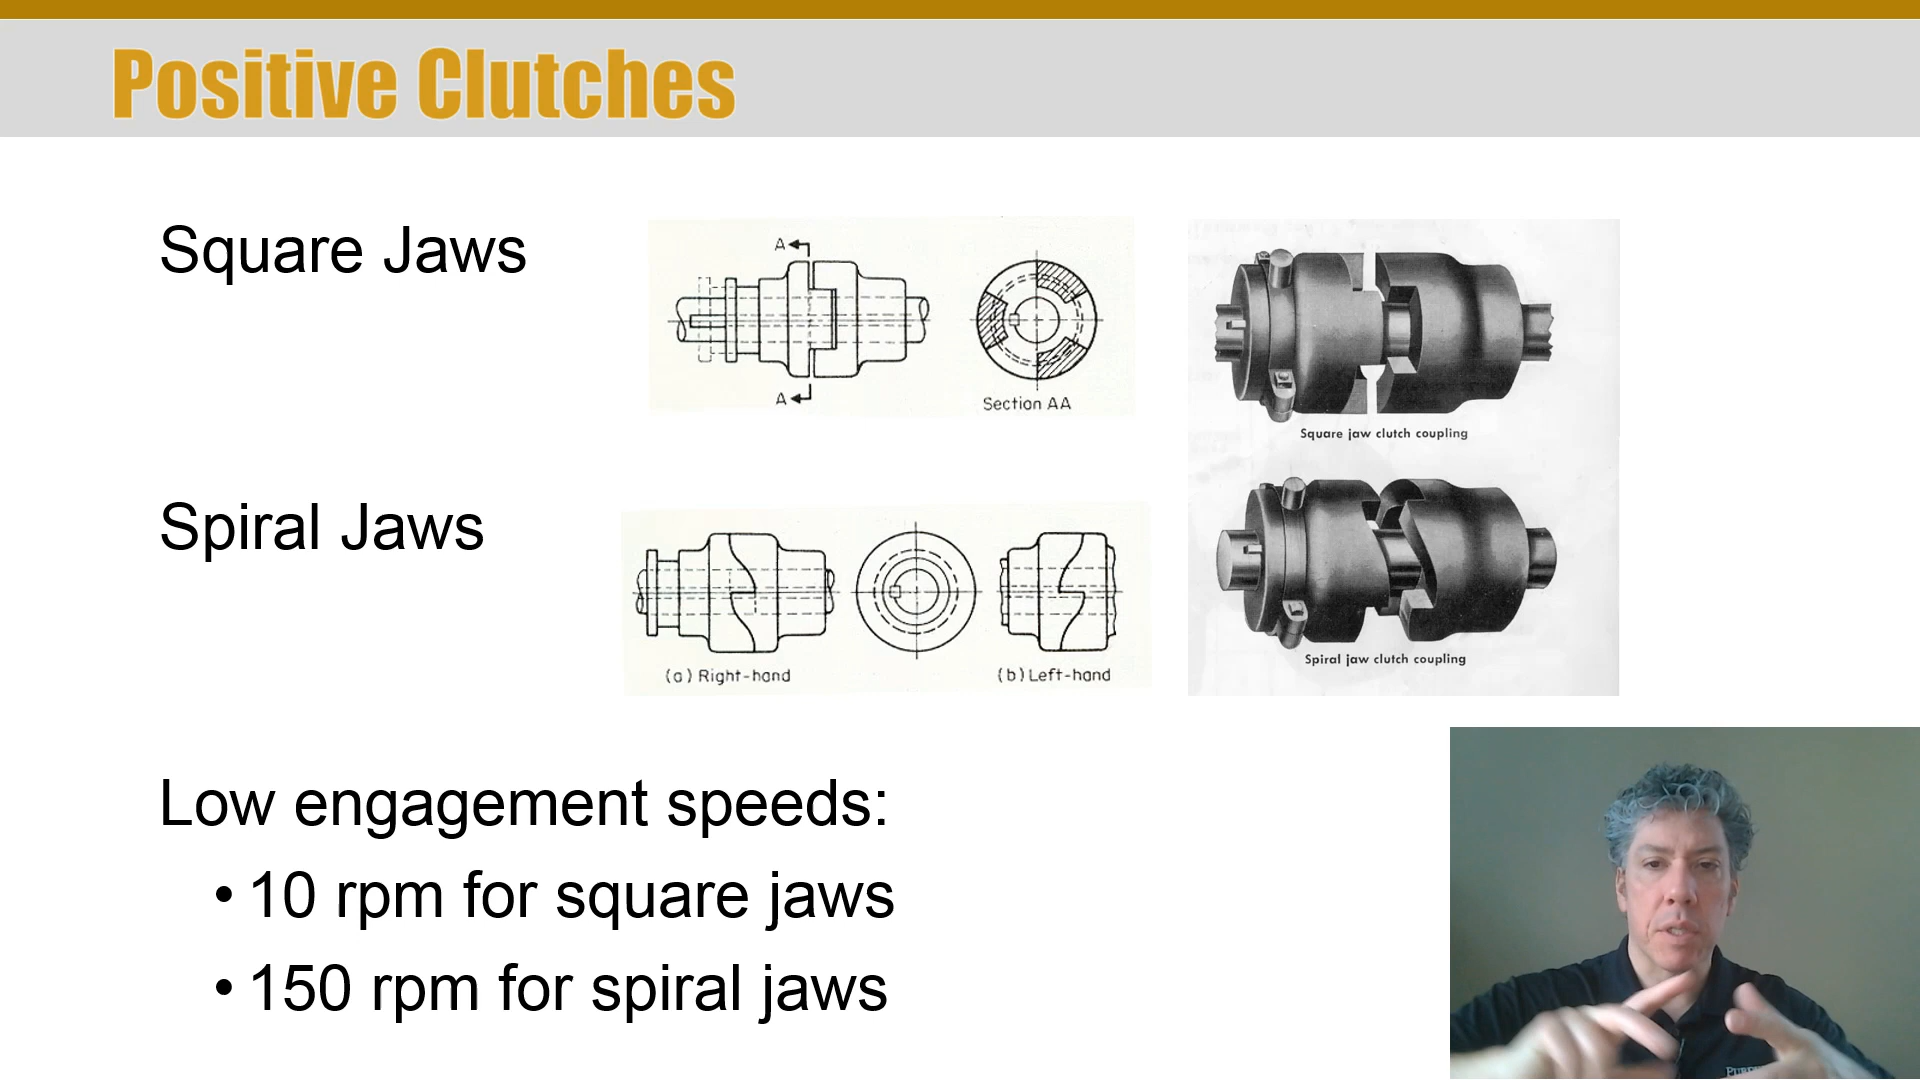 Positive Clutches
Square Jaws
A
A
Section AA
Square jaw clutch coupling
Spiral Jaws
(a) Right-hand
(b) Left-hand
Spiral jaw clutch coupling
Low engagement speeds:
• 10 rpm for square jaws
• 150 rpm for spiral jaws